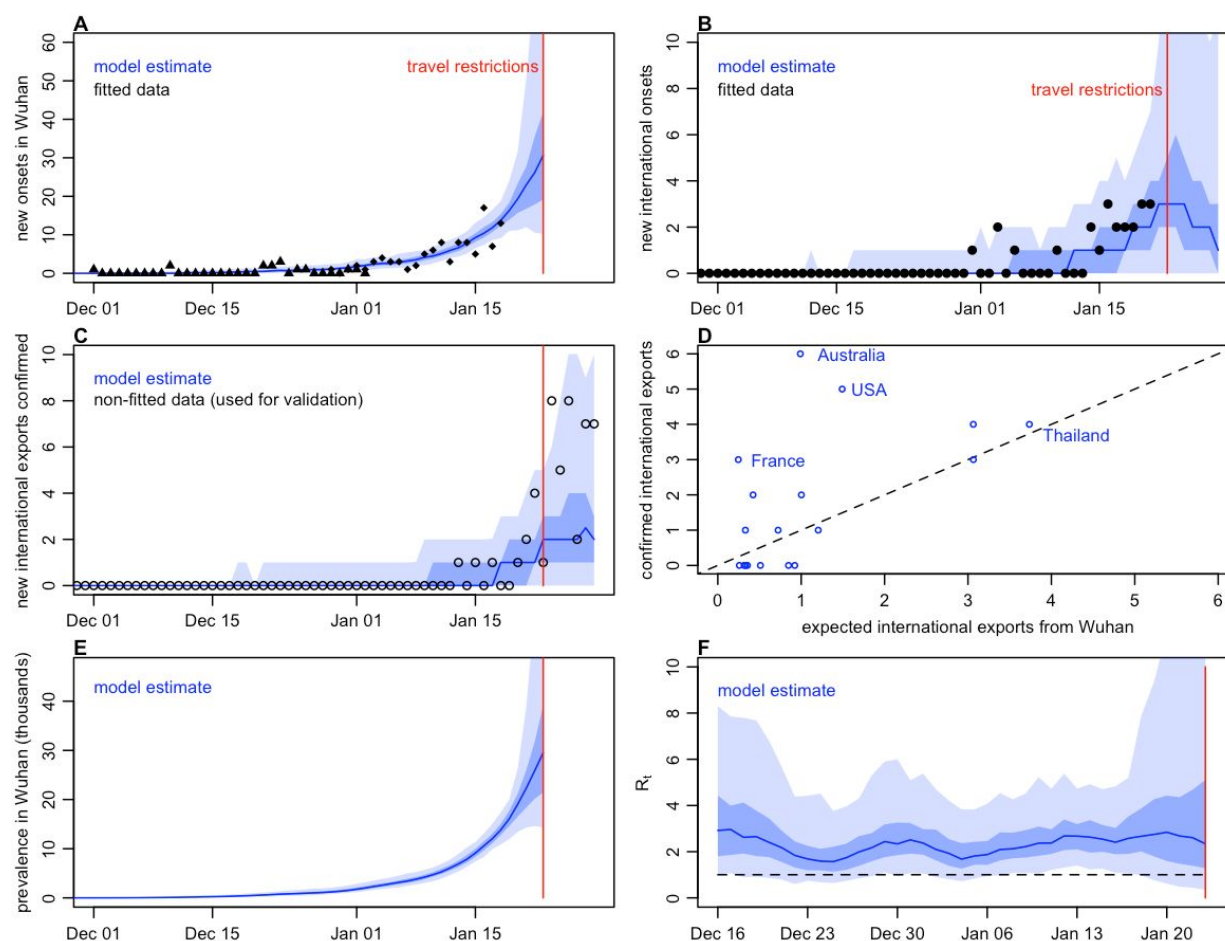 A
new onsets in Wuhan
60
50
40
30
20
10
0
model estimate
fitted data
travel restrictions
Dec 01 Dec 15 Jan 01 Jan 15
B
new international onsets
10
8
6
4
2
0
model estimate
fitted data
travel restrictions
Dec 01 Dec 15 Jan 01 Jan 15
C
new international exports confirmed
10
8
6
4
2
0
model estimate
non-fitted data (used for validation)
Dec 01 Dec 15 Jan 01 Jan 15
D
confirmed international exports
6
5
4
3
2
1
0
Australia
USA
Thailand
France
0 1 2 3 4 5 6
expected international exports from Wuhan
E
prevalence in Wuhan (thousands)
40
30
20
10
0
model estimate
Dec 01 Dec 15 Jan 01 Jan 15
F
Rt
10
8
6
4
2
0
model estimate
Dec 16 Dec 23 Dec 30 Jan 06 Jan 13 Jan 20